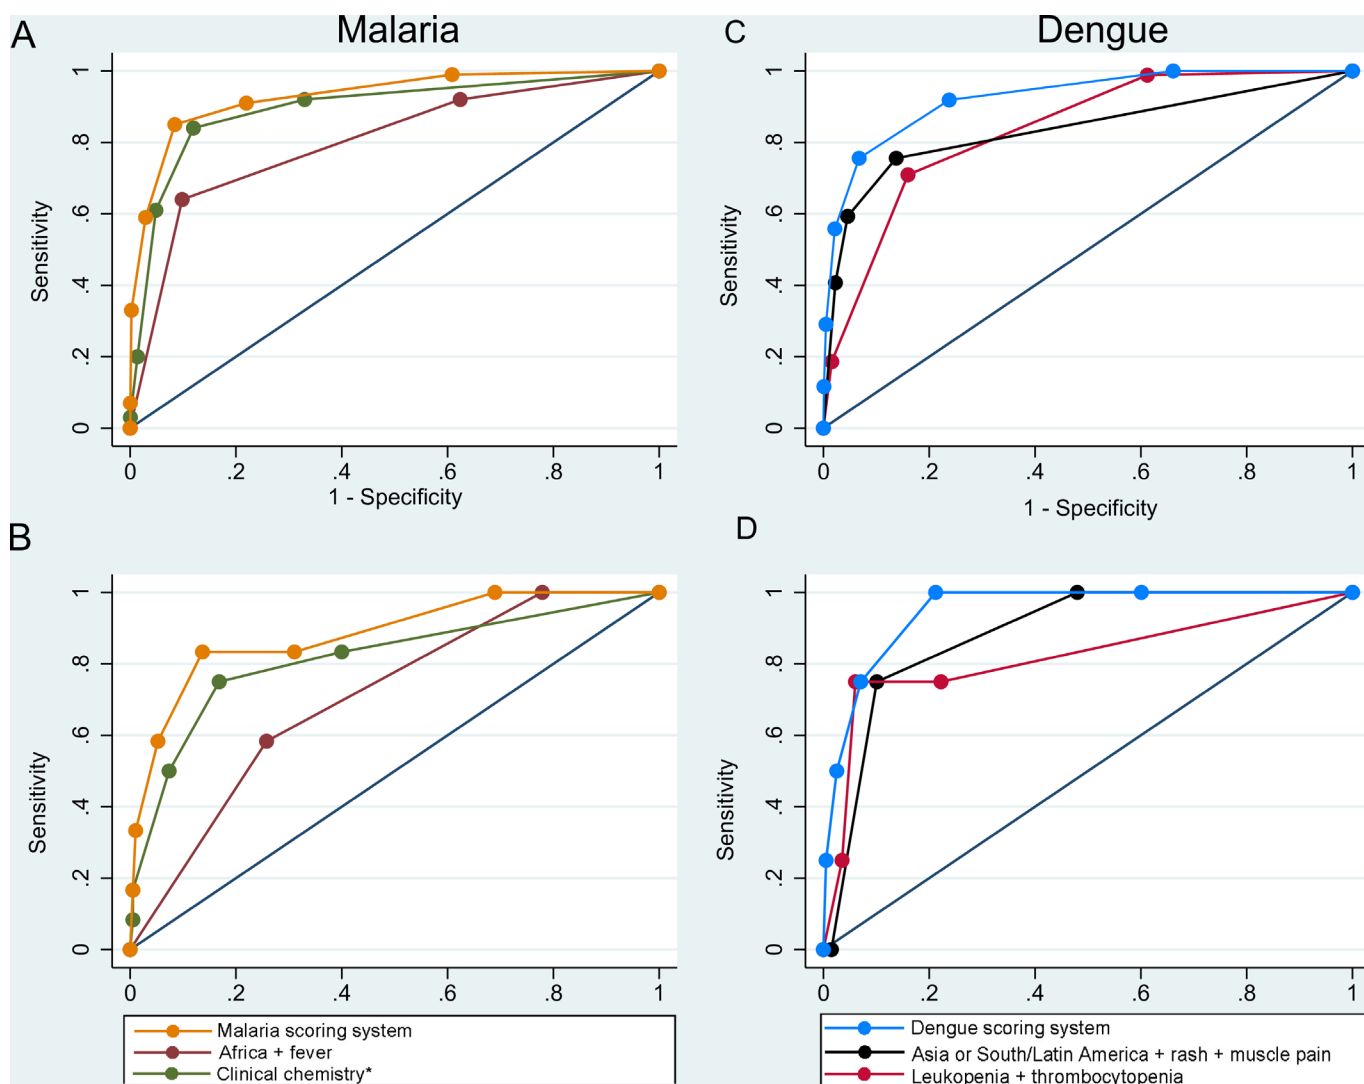 A
Malaria
C
Dengue
Sensitivity
1
.8
.6
.4
.2
0
0 .2 .4 .6 .8 1
1 - Specificity
Sensitivity
1
.8
.6
.4
.2
0
0 .2 .4 .6 .8 1
1 - Specificity
B
D
Sensitivity
1
.8
.6
.4
.2
0
0 .2 .4 .6 .8 1
Sensitivity
1
.8
.6
.4
.2
0
0 .2 .4 .6 .8 1
Malaria scoring system
Africa + fever
Clinical chemistry*
Dengue scoring system
Asia or South/Latin America + rash + muscle pain
Leukopenia + thrombocytopenia